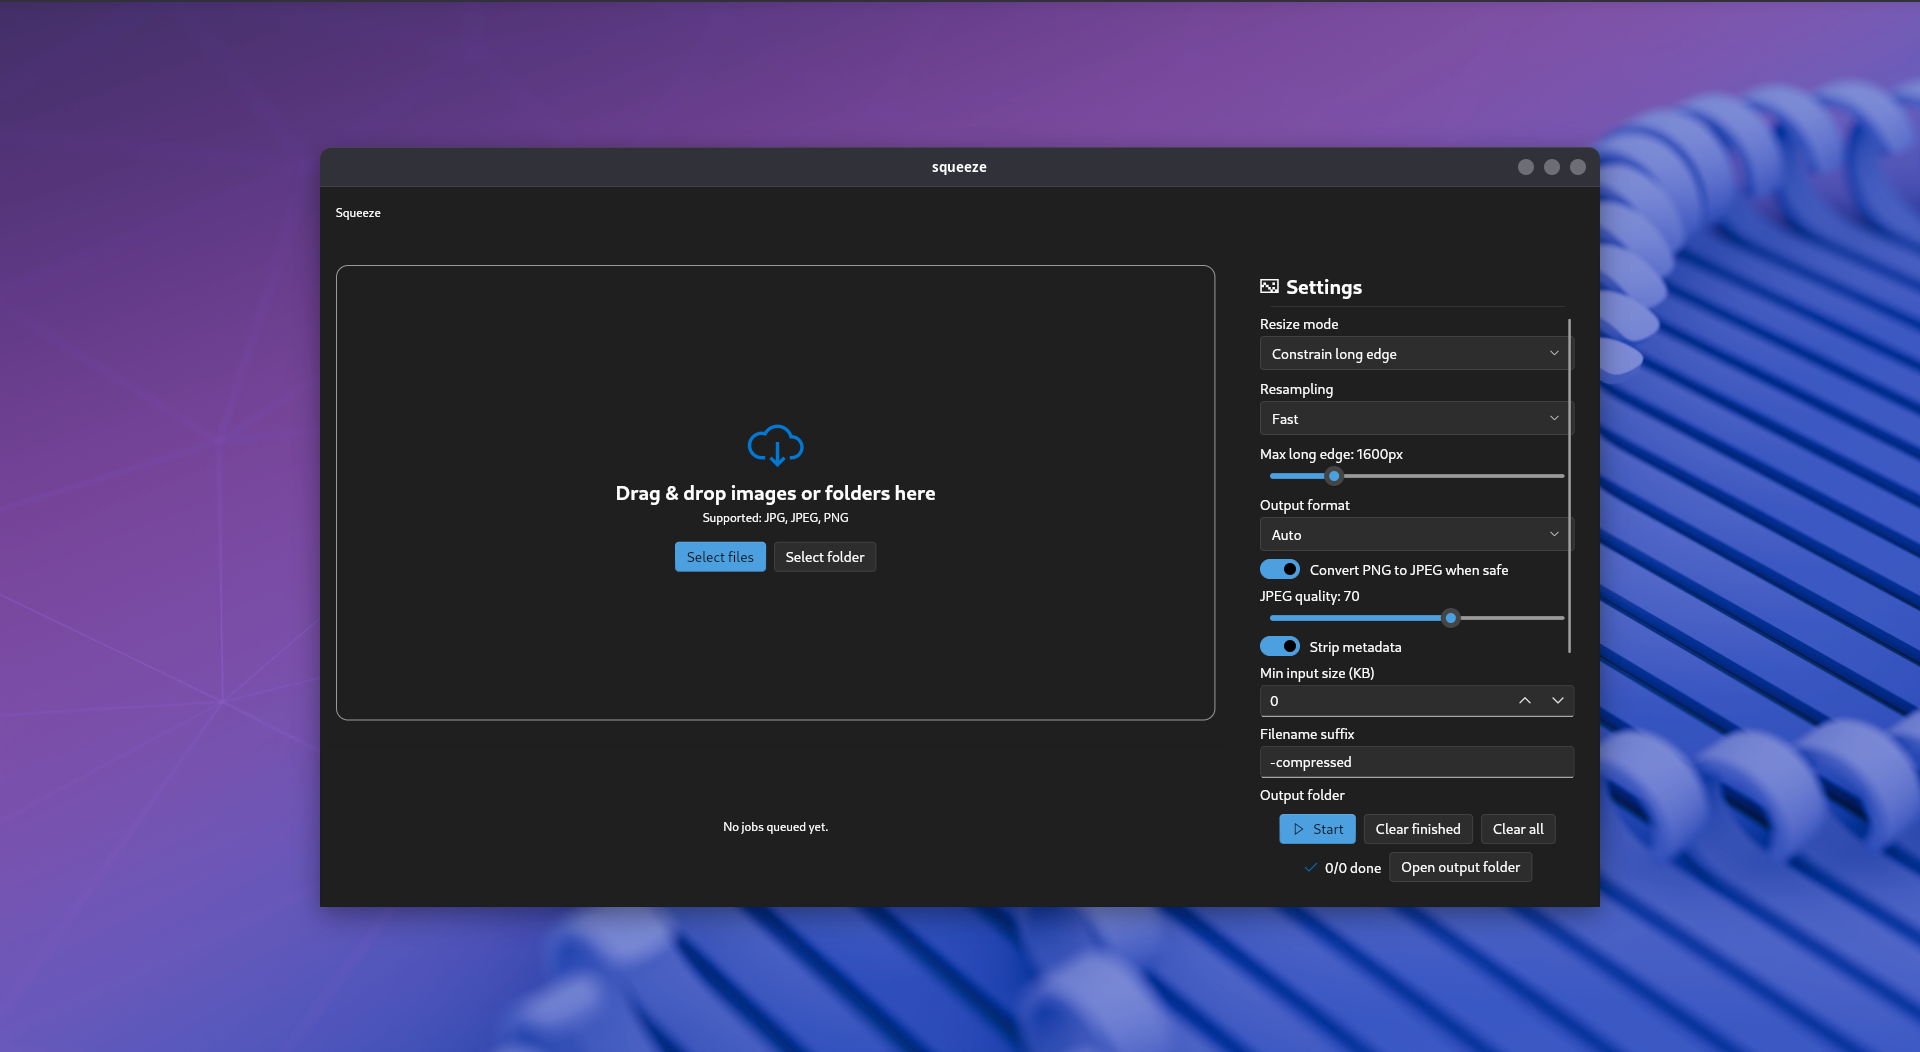 squeeze
Squeeze
Drag & drop images or folders here
Supported: JPG, JPEG, PNG
Select files
Select folder
No jobs queued yet.
Settings
Resize mode
Constrain long edge
Resampling
Fast
Max long edge: 1600px
Output format
Auto
Convert PNG to JPEG when safe
JPEG quality: 70
Strip metadata
Min input size (KB)
0
Filename suffix
-compressed
Output folder
Start
Clear finished
Clear all
0/0 done
Open output folder